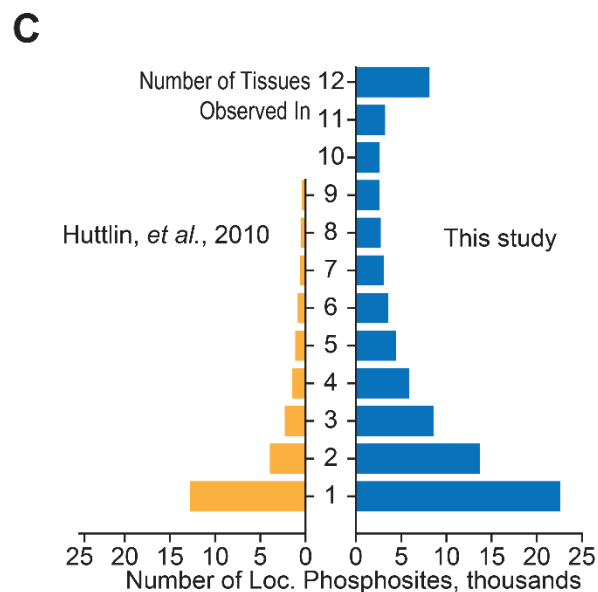 C
Number of Tissues 12
Observed In 11
10
9
Huttlin, et al., 2010 8 This study
7
6
5
4
3
2
1
25 20 15 10 5 0 0 5 10 15 20 25
Number of Loc. Phosphosites, thousands